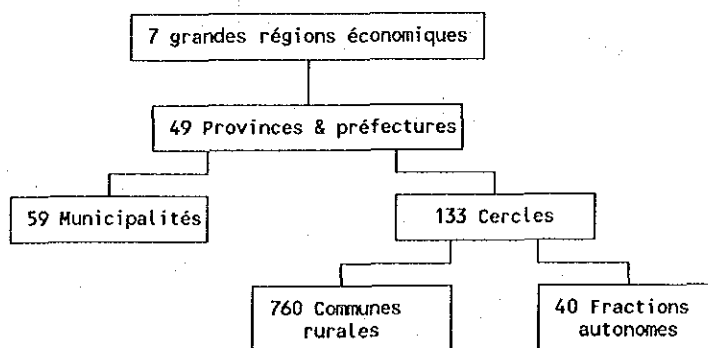 7 grandes régions économiques
49 Provinces & préfectures
59 Municipalités
133 Cercles
760 Communes
rurales
40 Fractions
autonomes